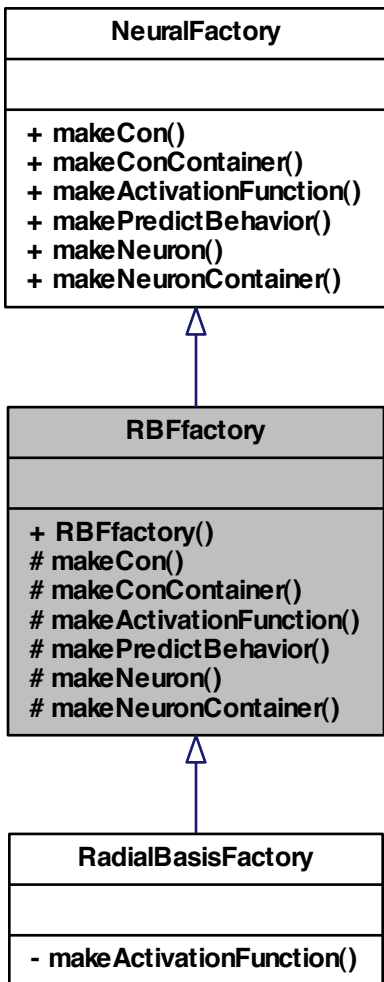 NeuralFactory
+ makeCon()
+ makeConContainer()
+ makeActivationFunction()
+ makePredictBehavior()
+ makeNeuron()
+ makeNeuronContainer()
RBFfactory
+ RBFfactory()
# makeCon()
# makeConContainer()
# makeActivationFunction()
# makePredictBehavior()
# makeNeuron()
# makeNeuronContainer()
RadialBasisFactory
- makeActivationFunction()